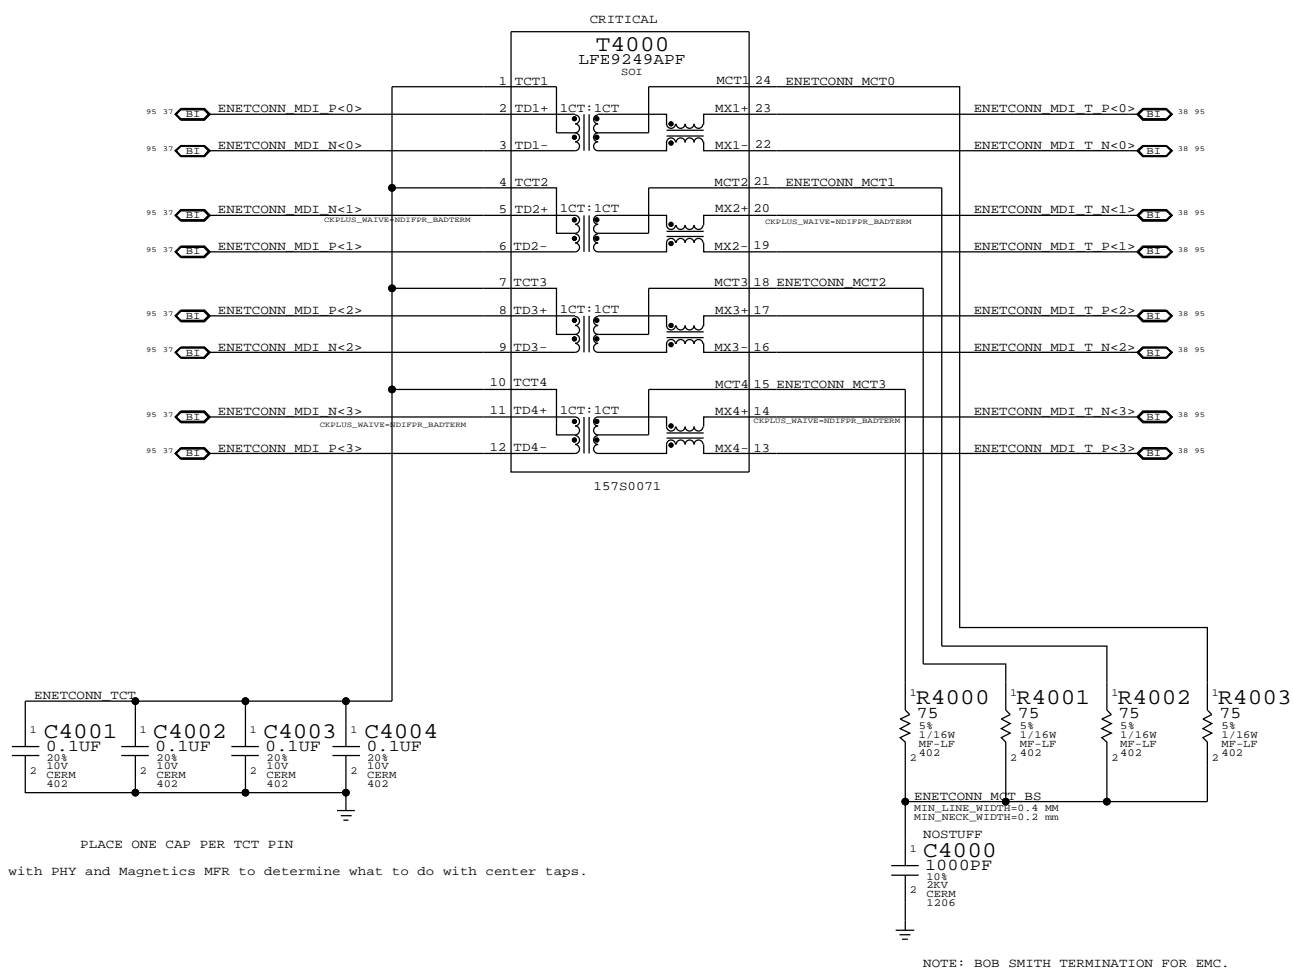 CRITICAL
T4000
LFE9249APF
SOI
1 TCT1
MCT1 24 ENETCONN_MCT0
95 37 BI ENETCONN_MDI_P<0>
2 TD1+ 1CT:1CT
MX1+ 23
ENETCONN_MDI_T_P<0> BI 38 95
95 37 BI ENETCONN_MDI_N<0>
3 TD1-
MX1- 22
ENETCONN_MDI_T_N<0> BI 38 95
4 TCT2
MCT2 21 ENETCONN_MCT1
95 37 BI ENETCONN_MDI_N<1>
CKPLUS_WAIVE=NDIFPR_BADTERM
5 TD2+ 1CT:1CT
MX2+ 20
CKPLUS_WAIVE=NDIFPR_BADTERM
ENETCONN_MDI_T_N<1> BI 38 95
95 37 BI ENETCONN_MDI_P<1>
6 TD2-
MX2- 19
ENETCONN_MDI_T_P<1> BI 38 95
7 TCT3
MCT3 18 ENETCONN_MCT2
95 37 BI ENETCONN_MDI_P<2>
8 TD3+ 1CT:1CT
MX3+ 17
ENETCONN_MDI_T_P<2> BI 38 95
95 37 BI ENETCONN_MDI_N<2>
9 TD3-
MX3- 16
ENETCONN_MDI_T_N<2> BI 38 95
10 TCT4
MCT4 15 ENETCONN_MCT3
95 37 BI ENETCONN_MDI_N<3>
CKPLUS_WAIVE=NDIFPR_BADTERM
11 TD4+ 1CT:1CT
MX4+ 14
CKPLUS_WAIVE=NDIFPR_BADTERM
ENETCONN_MDI_T_N<3> BI 38 95
95 37 BI ENETCONN_MDI_P<3>
12 TD4-
MX4- 13
ENETCONN_MDI_T_P<3> BI 38 95
157S0071
ENETCONN_TCT
1 C4001
0.1UF
20%
10V
2 CERM
402
1 C4002
0.1UF
20%
10V
2 CERM
402
1 C4003
0.1UF
20%
10V
2 CERM
402
1 C4004
0.1UF
20%
10V
2 CERM
402
PLACE ONE CAP PER TCT PIN
with PHY and Magnetics MFR to determine what to do with center taps.
1 R4000
75
5%
1/16W
MF-LF
2 402
1 R4001
75
5%
1/16W
MF-LF
2 402
1 R4002
75
5%
1/16W
MF-LF
2 402
1 R4003
75
5%
1/16W
MF-LF
2 402
ENETCONN_MCT_BS
MIN_LINE_WIDTH=0.4 MM
MIN_NECK_WIDTH=0.2 mm
NOSTUFF
1 C4000
1000PF
10%
2KV
2 CERM
1206
NOTE: BOB SMITH TERMINATION FOR EMC.